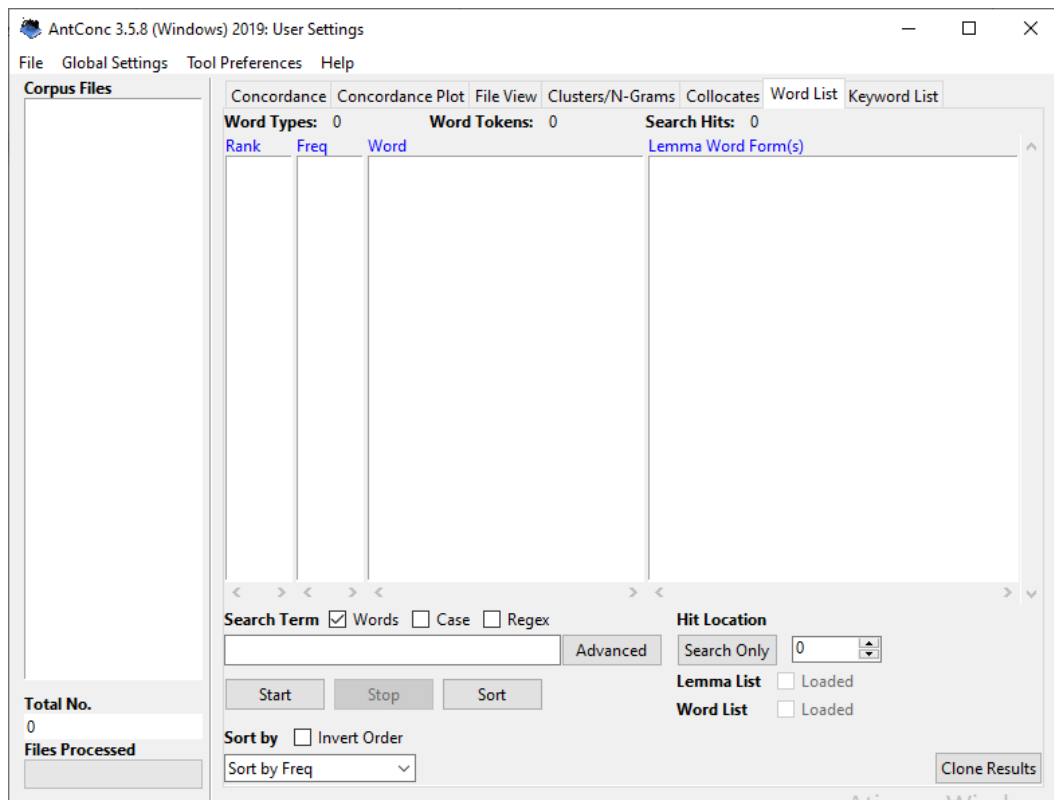 AntConc 3.5.8 (Windows) 2019: User Settings
File Global Settings Tool Preferences Help
Corpus Files
Concordance Concordance Plot File View Clusters/N-Grams Collocates Word List Keyword List
Word Types: 0 Word Tokens: 0 Search Hits: 0
Rank Freq Word Lemma Word Form(s)
Search Term Words Case Regex Hit Location
Advanced Search Only 0
Start Stop Sort Lemma List Loaded
Word List Loaded
Total No.
0
Files Processed
Sort by Invert Order
Sort by Freq Clone Results